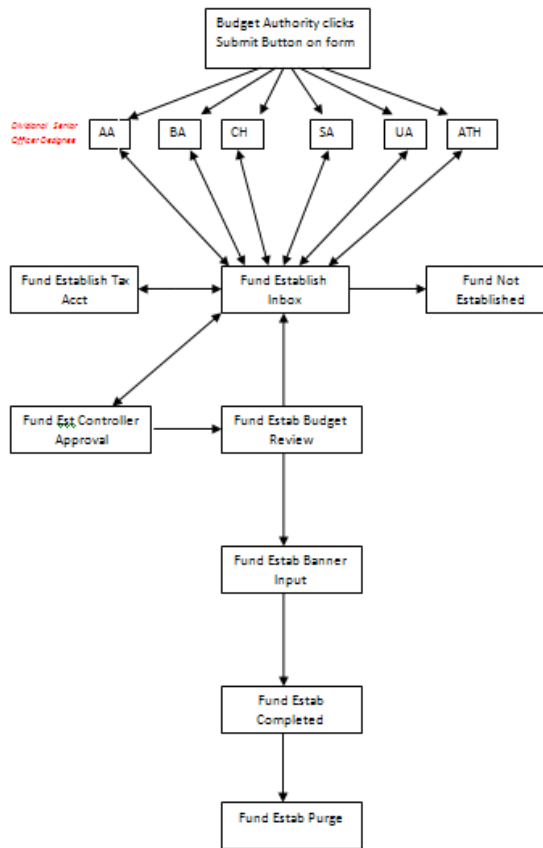 Budget Authority clicks
Submit Button on form
Divisional Senior
Officer Designee
AA
BA
CH
SA
UA
ATH
Fund Establish Tax
Acct
Fund Establish
Inbox
Fund Not
Established
Fund Est Controller
Approval
Fund Estab Budget
Review
Fund Estab Banner
Input
Fund Estab
Completed
Fund Estab Purge